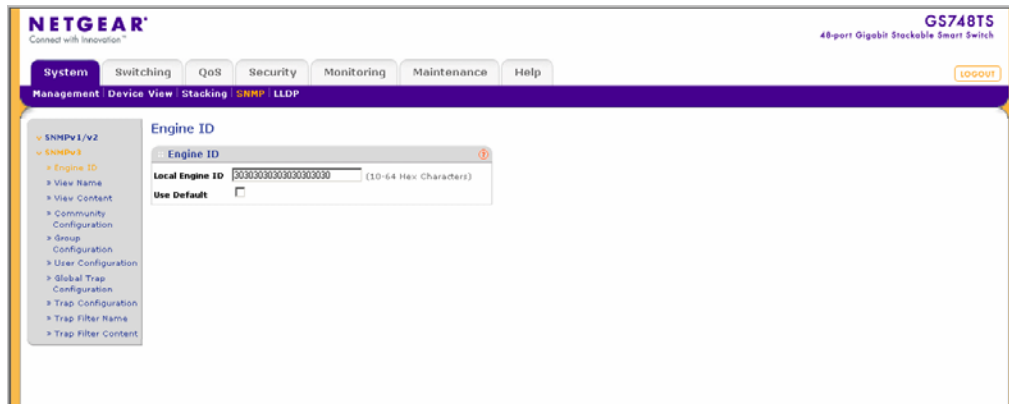 NETGEAR
Connect with Innovation™
GS748TS
48-port Gigabit Stackable Smart Switch
System Switching QoS Security Monitoring Maintenance Help
LOGOUT
Management Device View Stacking SNMP LLDP
SNMPv1/v2
SNMPv3
» Engine ID
» View Name
» View Content
» Community
Configuration
» Group
Configuration
» User Configuration
» Global Trap
Configuration
» Trap Configuration
» Trap Filter Name
» Trap Filter Content
Engine ID
Engine ID
Local Engine ID (10-64 Hex Characters)
Use Default